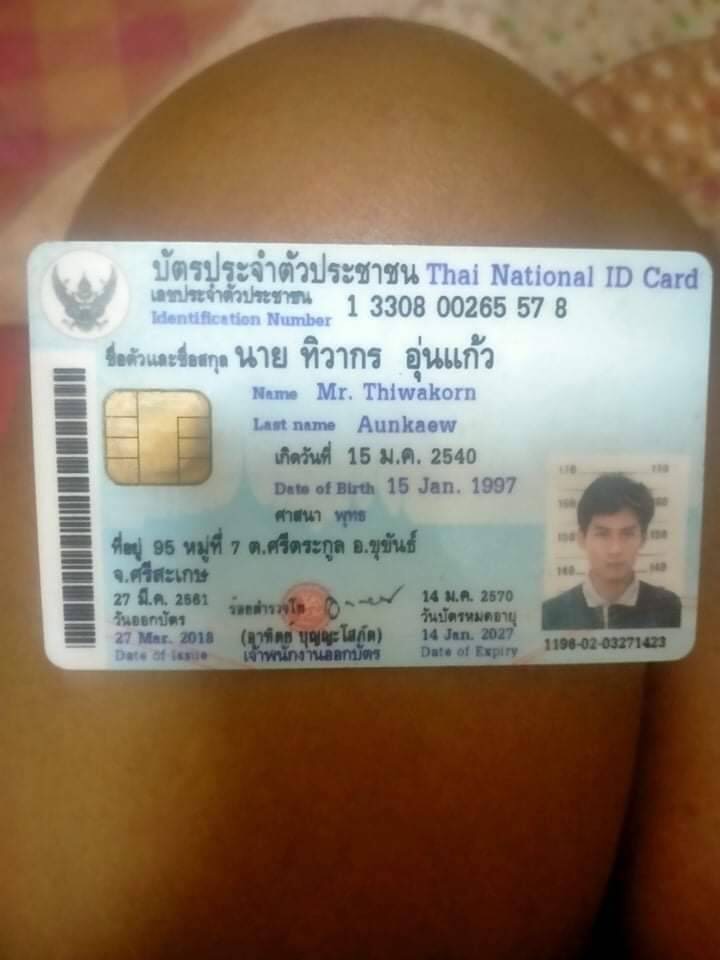 บัตรประจำตัวประชาชน Thai National ID Card
เลขประจำตัวประชาชน
Identification Number 1 3308 00265 57 8
ชื่อตัวและชื่อสกุล นาย ทิวากร อุ่นแก้ว
Name Mr. Thiwakorn
Last name Aunkaew
เกิดวันที่ 15 ม.ค. 2540
Date of Birth 15 Jan. 1997
ศาสนา พุทธ
ที่อยู่ 95 หมู่ที่ 7 ต.ศรีตระกูล อ.ขุขันธ์
จ.ศรีสะเกษ
27 มี.ค. 2561
วันออกบัตร
27 Mar. 2018
Date of Issue
ร้อยตำรวจโท
(อาทิตย์ บุญญะโสภัต)
เจ้าพนักงานออกบัตร
14 ม.ค. 2570
วันบัตรหมดอายุ
14 Jan. 2027
Date of Expiry
170 170
160 160
150 150
140 140
1196-02-03271423